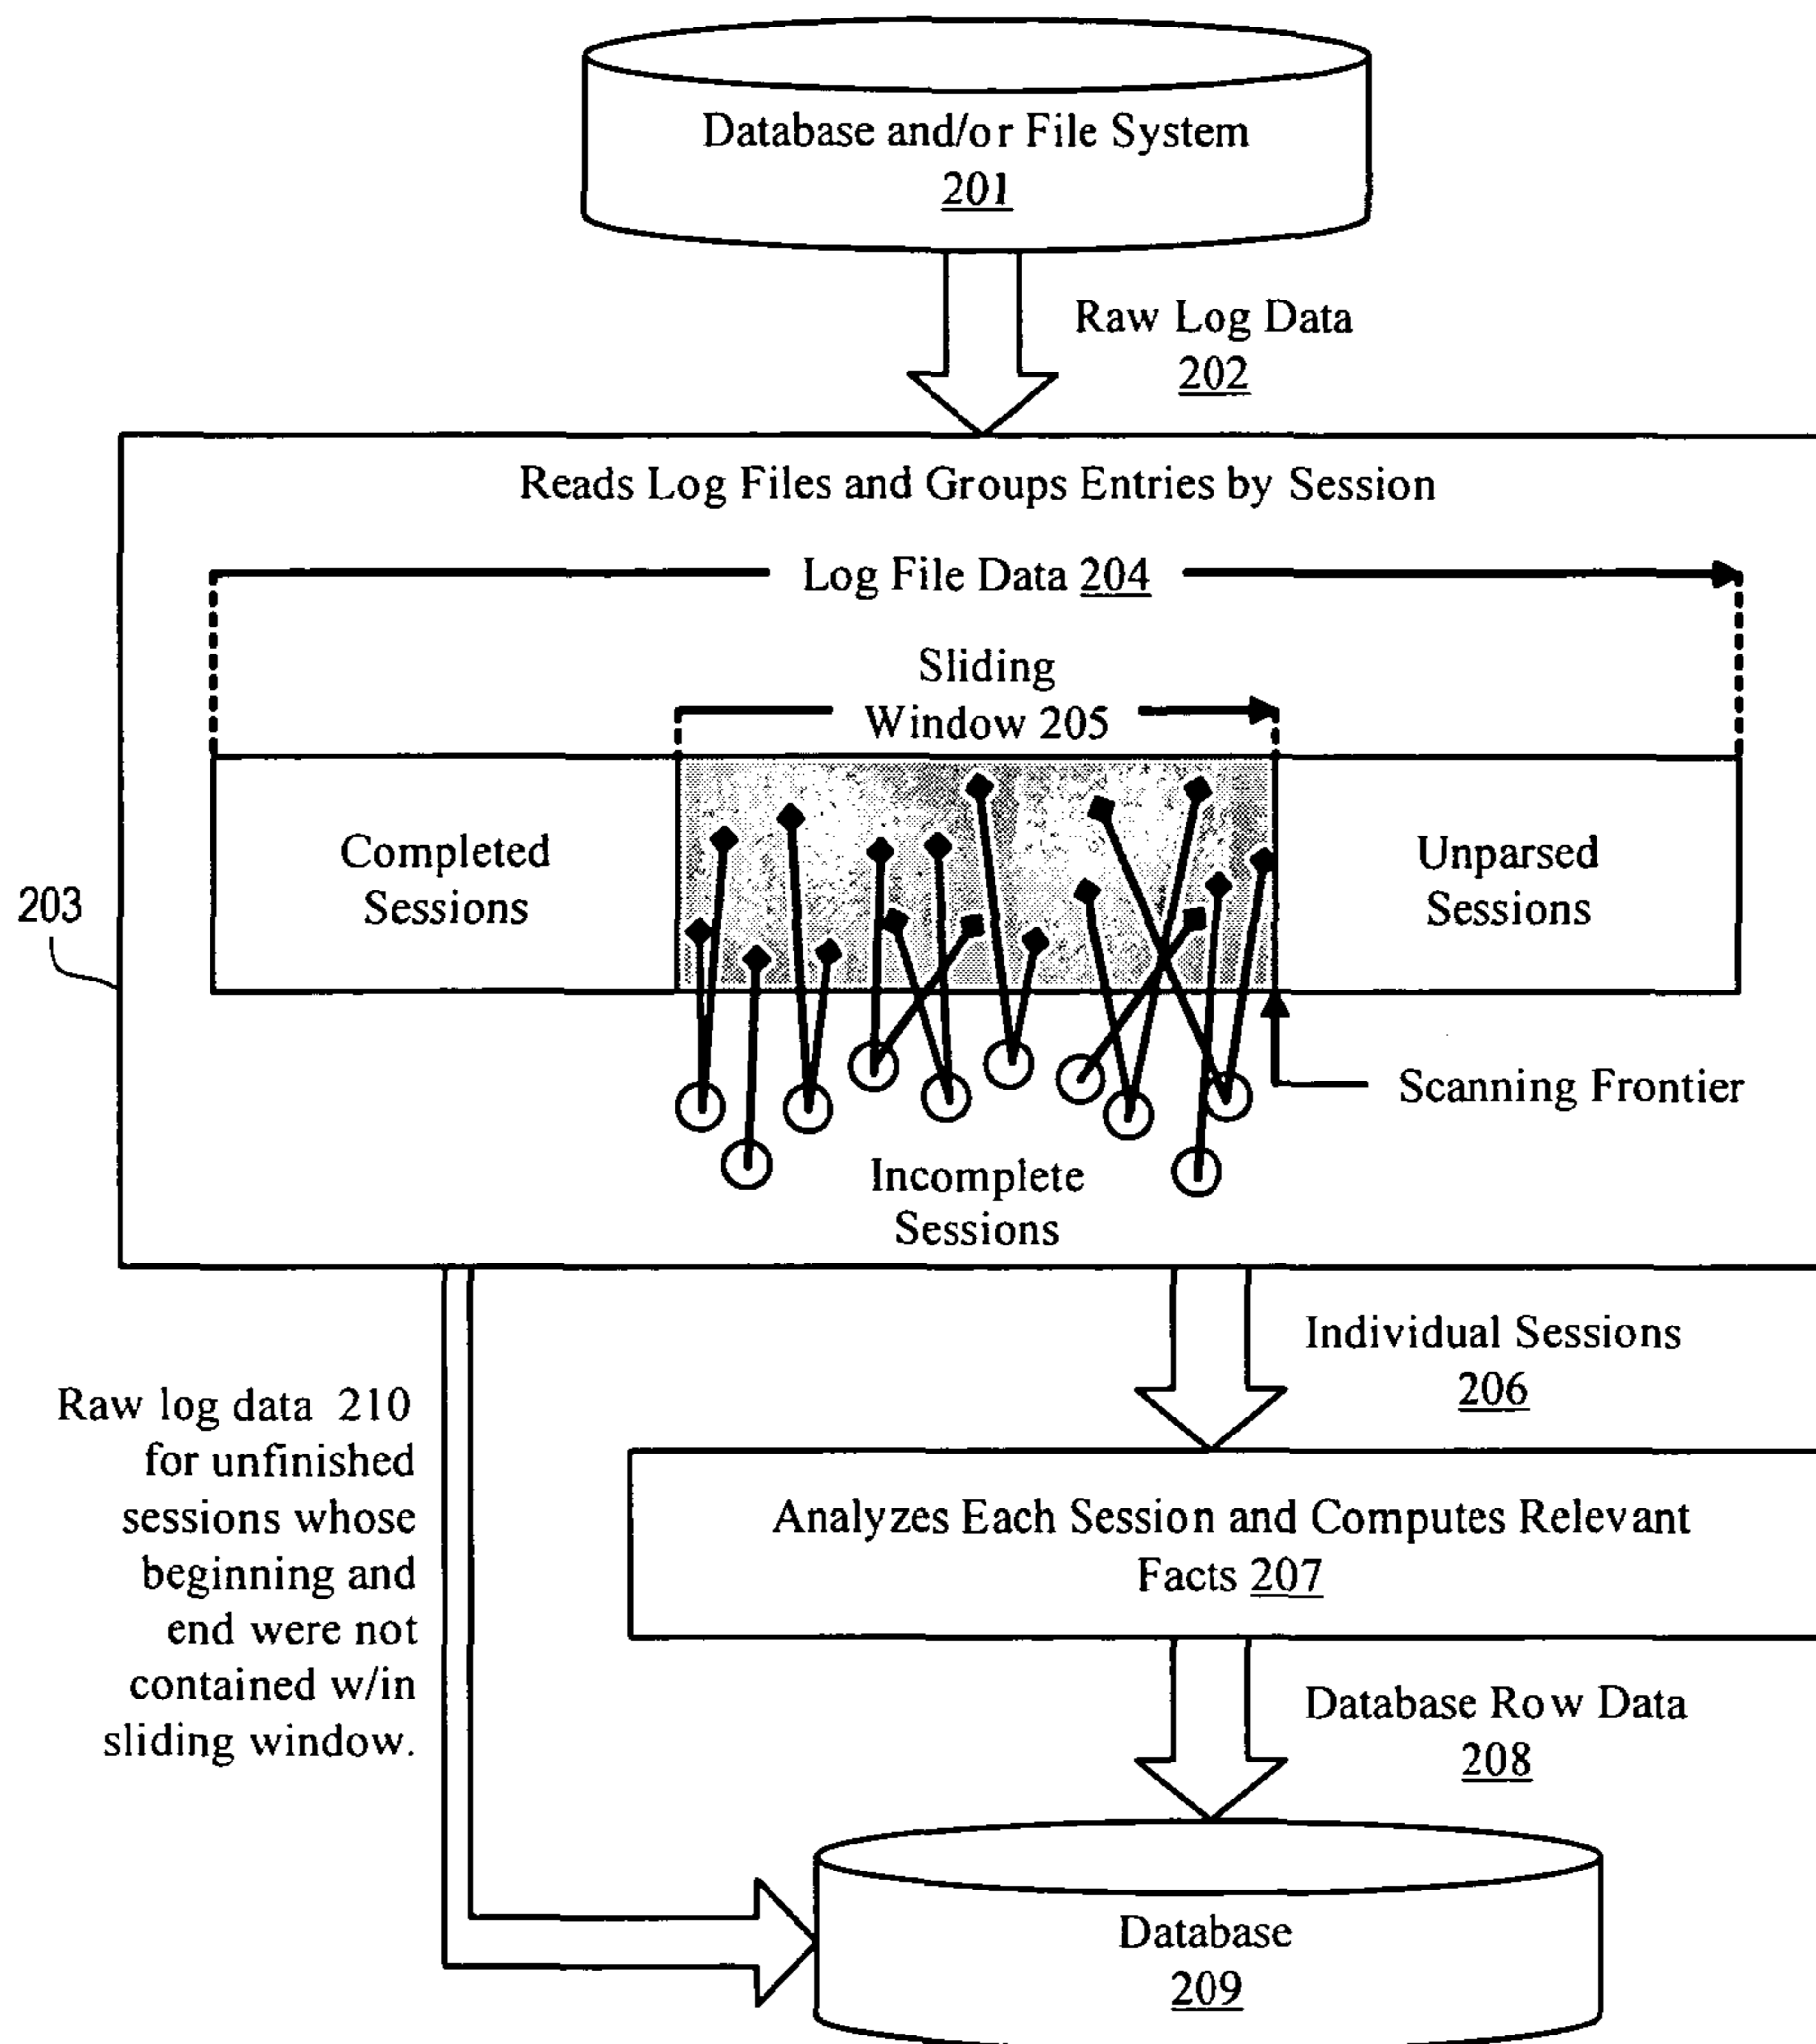 Database and/or File System
201
Raw Log Data
202
Reads Log Files and Groups Entries by Session
Log File Data 204
Sliding
Window 205
Completed
Sessions
Unparsed
Sessions
203
Scanning Frontier
Incomplete
Sessions
Individual Sessions
206
Raw log data 210
for unfinished
sessions whose
beginning and
end were not
contained w/in
sliding window.
Analyzes Each Session and Computes Relevant
Facts 207
Database Row Data
208
Database
209